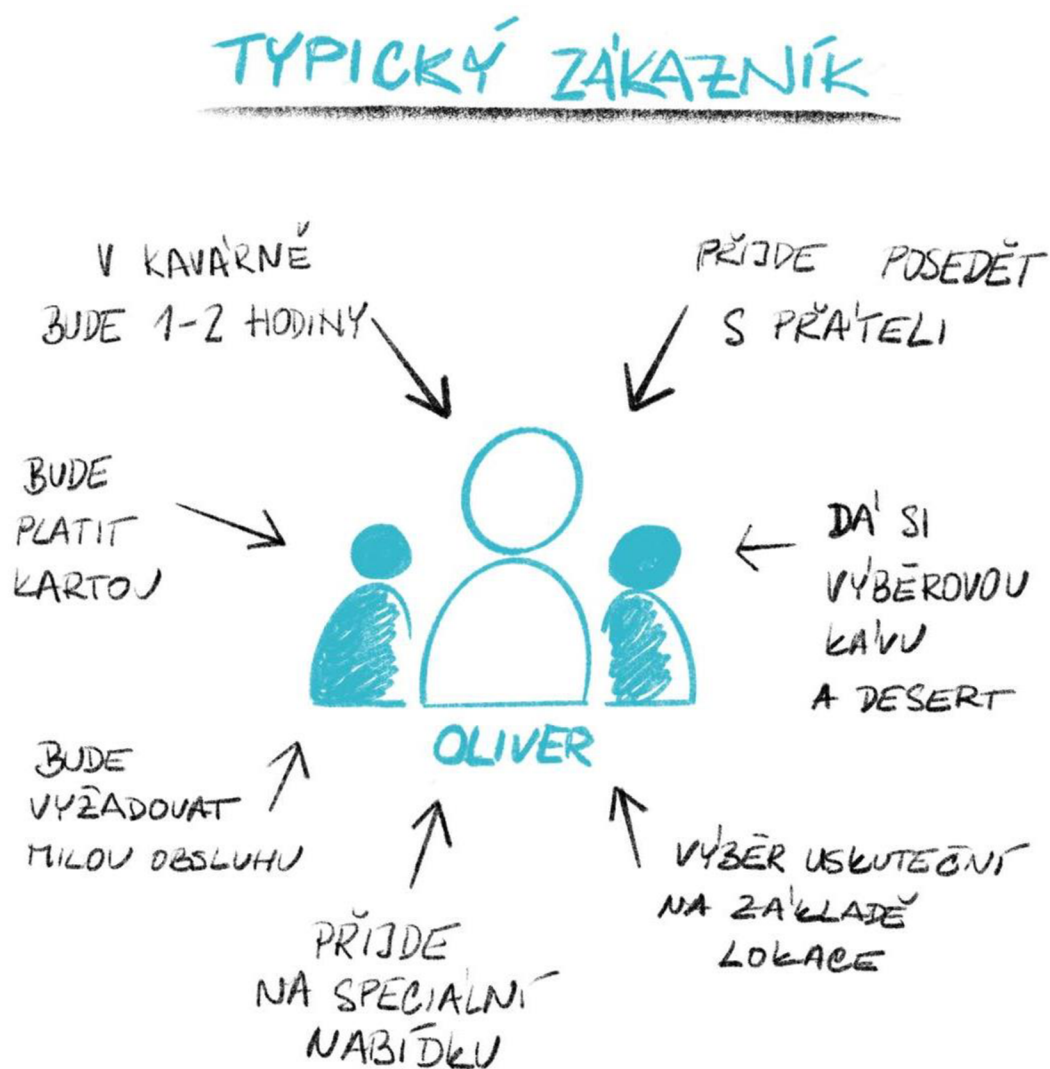 TYPICKÝ ZÁKAZNÍK
V KAVÁRNĚ
BUDE 1-2 HODINY
PŘIJDE POSEDĚT
S PŘÁTELI
BUDE
PLATIT
KARTOU
DÁ SI
VÝBĚROVOU
KÁVU
A DESERT
OLIVER
BUDE
VYŽADOVAT
MILOU OBSLUHU
PŘIJDE
NA SPECIÁLNÍ
NABÍDKU
VÝBĚR USKUTEČNÍ
NA ZÁKLADĚ
LOKACE